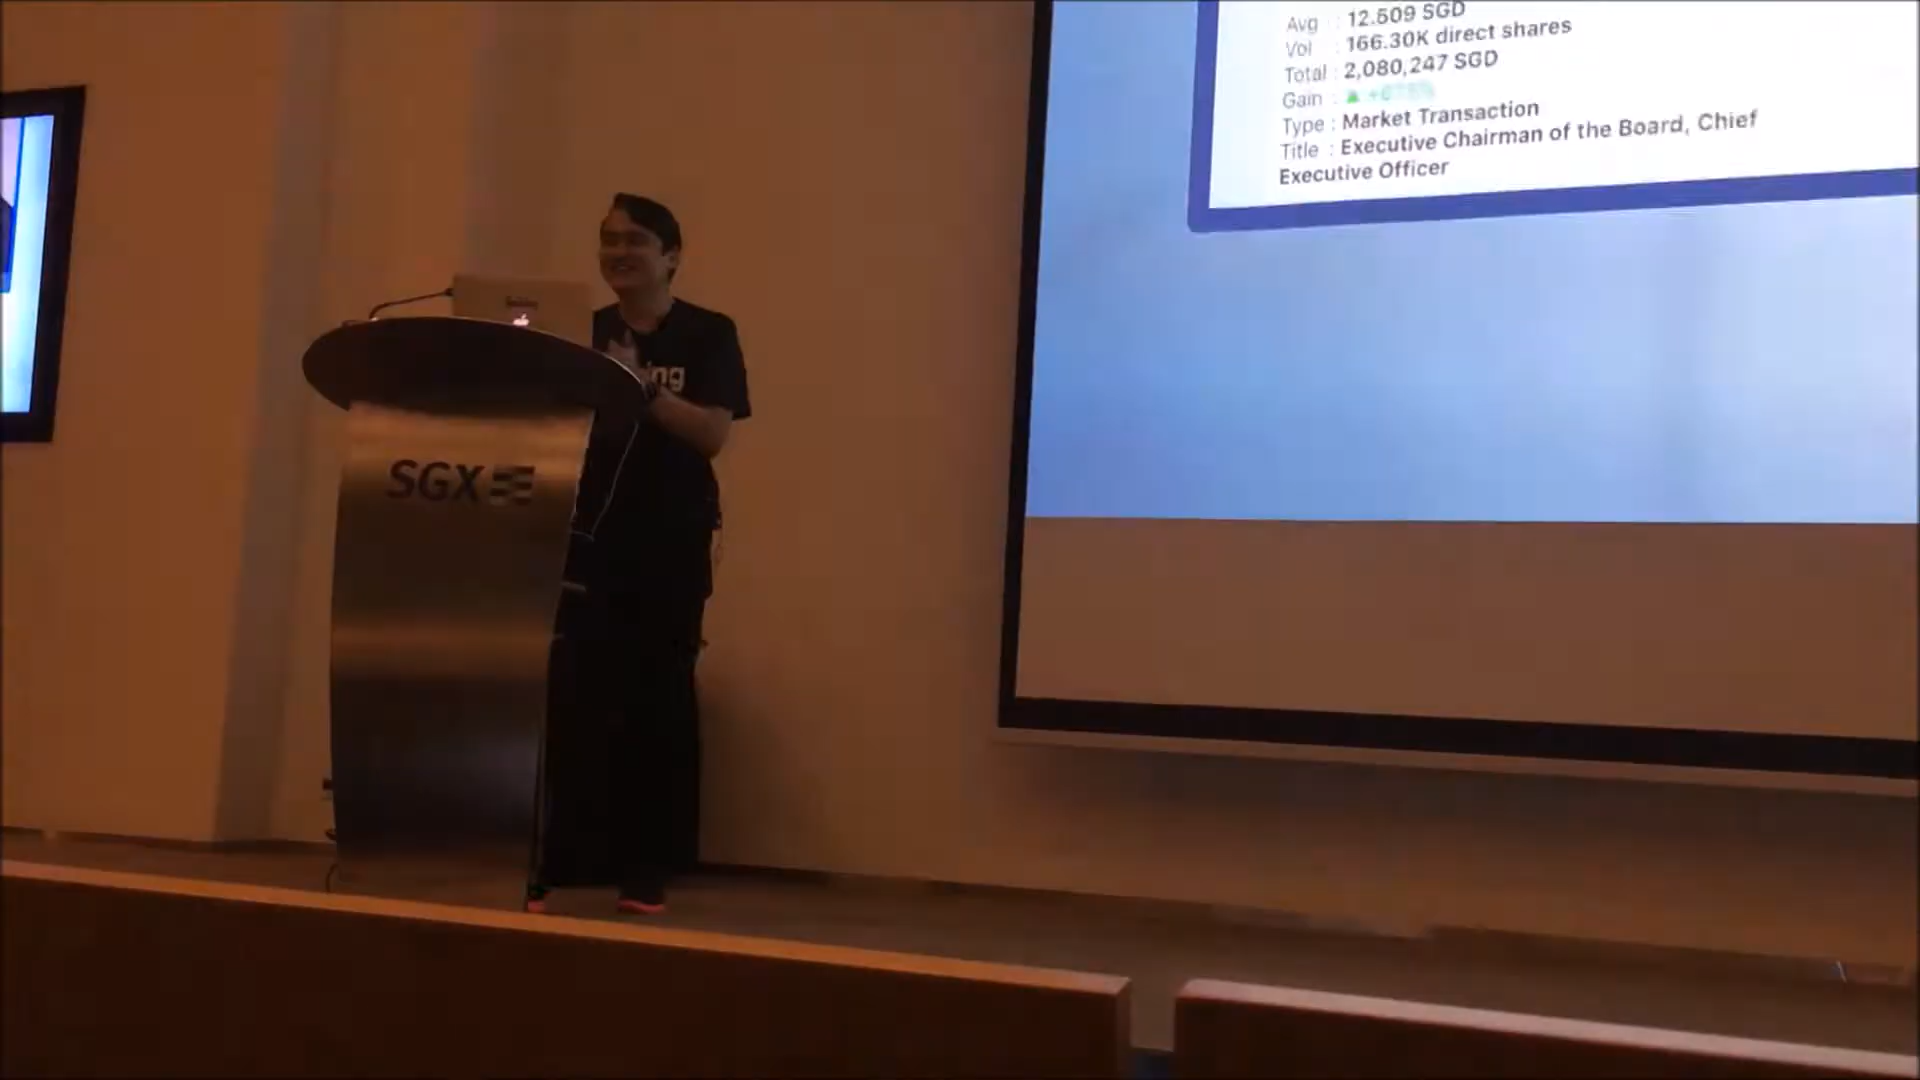 Avg : 12.509 SGD
Vol : 166.30K direct shares
Total : 2,080,247 SGD
Gain :
Type : Market Transaction
Title : Executive Chairman of the Board, Chief
Executive Officer
ing
SGX